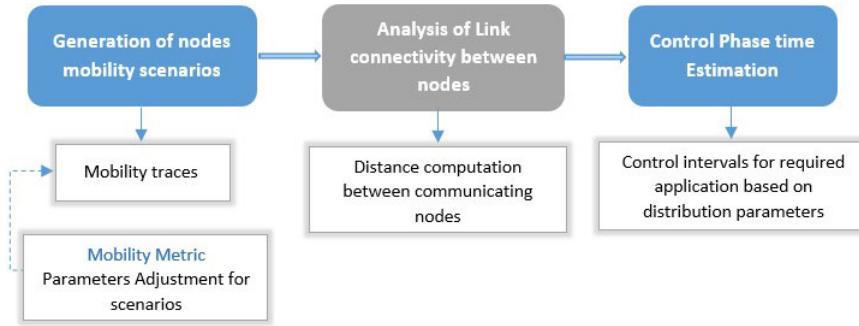 Generation of nodes
mobility scenarios
Analysis of Link
connectivity between
nodes
Control Phase time
Estimation
Mobility traces
Distance computation
between communicating
nodes
Control intervals for required
application based on
distribution parameters
Mobility Metric
Parameters Adjustment for
scenarios